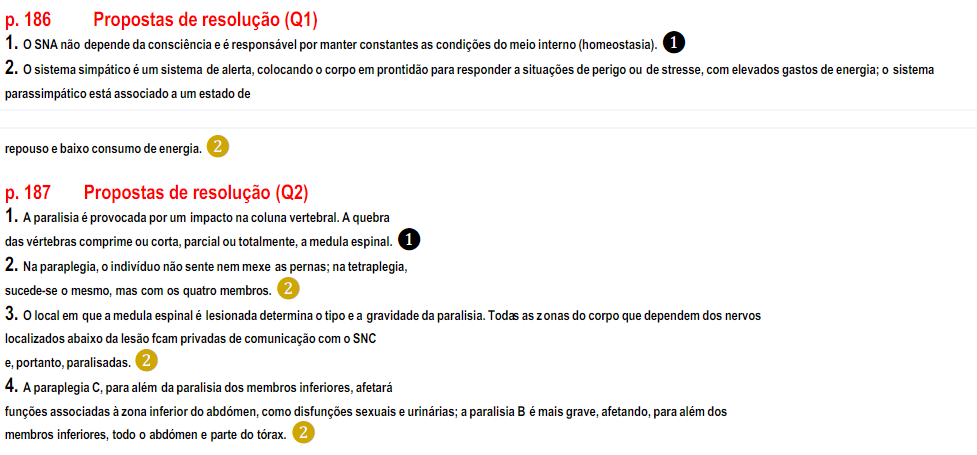 p. 186 Propostas de resolução (Q1)
1. O SNA não depende da consciência e é responsável por manter constantes as condições do meio interno (homeostasia). 1
2. O sistema simpático é um sistema de alerta, colocando o corpo em prontidão para responder a situações de perigo ou de stresse, com elevados gastos de energia; o sistema
parassimpático está associado a um estado de
repouso e baixo consumo de energia. 2
p. 187 Propostas de resolução (Q2)
1. A paralisia é provocada por um impacto na coluna vertebral. A quebra
das vértebras comprime ou corta, parcial ou totalmente, a medula espinal. 1
2. Na paraplegia, o indivíduo não sente nem mexe as pernas; na tetraplegia,
sucede-se o mesmo, mas com os quatro membros. 2
3. O local em que a medula espinal é lesionada determina o tipo e a gravidade da paralisia. Todas as zonas do corpo que dependem dos nervos
localizados abaixo da lesão fcam privadas de comunicação com o SNC
e, portanto, paralisadas. 2
4. A paraplegia C, para além da paralisia dos membros inferiores, afetará
funções associadas à zona inferior do abdómen, como disfunções sexuais e urinárias; a paralisia B é mais grave, afetando, para além dos
membros inferiores, todo o abdómen e parte do tórax. 2